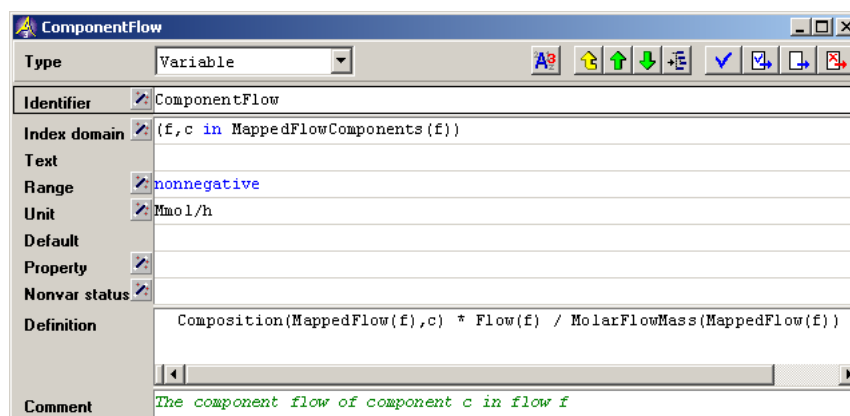 ComponentFlow
Type Variable
Identifier ComponentFlow
Index domain (f,c in MappedFlowComponents(f))
Text
Range nonnegative
Unit Mmol/h
Default
Property
Nonvar status
Definition Composition(MappedFlow(f),c) * Flow(f) / MolarFlowMass(MappedFlow(f))
Comment The component flow of component c in flow f